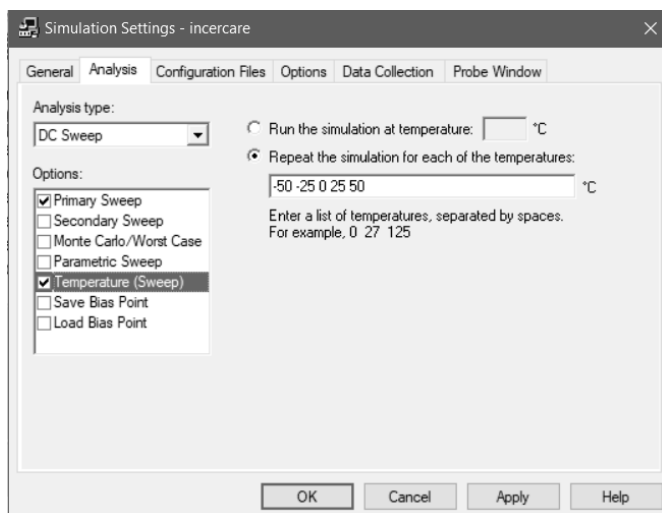 Simulation Settings - incercare
General Analysis Configuration Files Options Data Collection Probe Window
Analysis type:
DC Sweep
Options:
Primary Sweep
Secondary Sweep
Monte Carlo/Worst Case
Parametric Sweep
Temperature (Sweep)
Save Bias Point
Load Bias Point
Run the simulation at temperature: °C
Repeat the simulation for each of the temperatures:
-50 -25 0 25 50 °C
Enter a list of temperatures, separated by spaces.
For example, 0 27 125
OK Cancel Apply Help